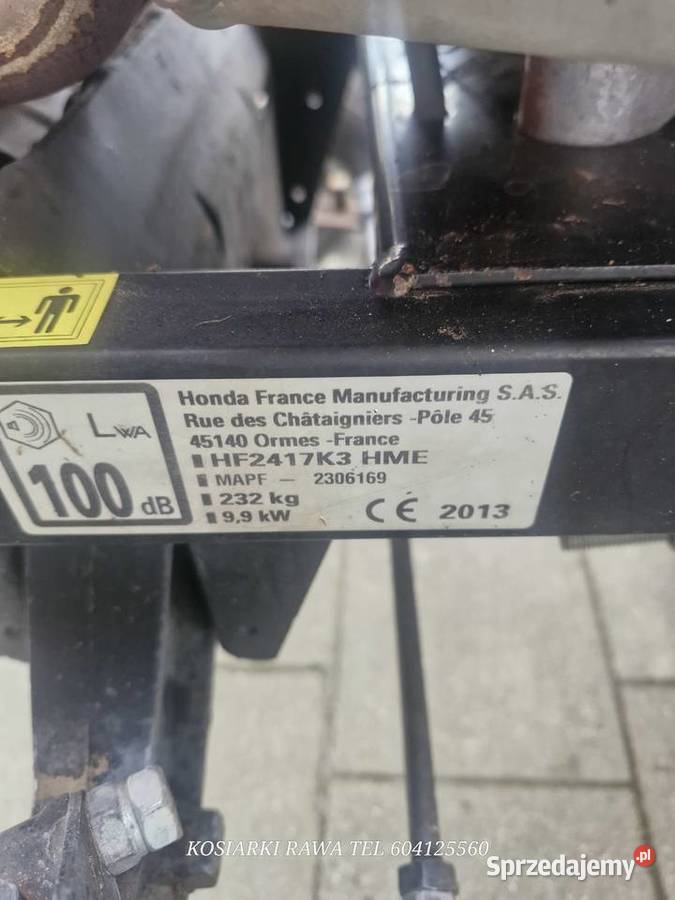 LWA
100 dB
Honda France Manufacturing S.A.S.
Rue des Châtaigniers -Pôle 45
45140 Ormes -France
HF2417K3 HME
MAPF - 2306169
232 kg
9,9 kW
CE 2013
KOSIARKI RAWA TEL 604125560
Sprzedajemy.pl